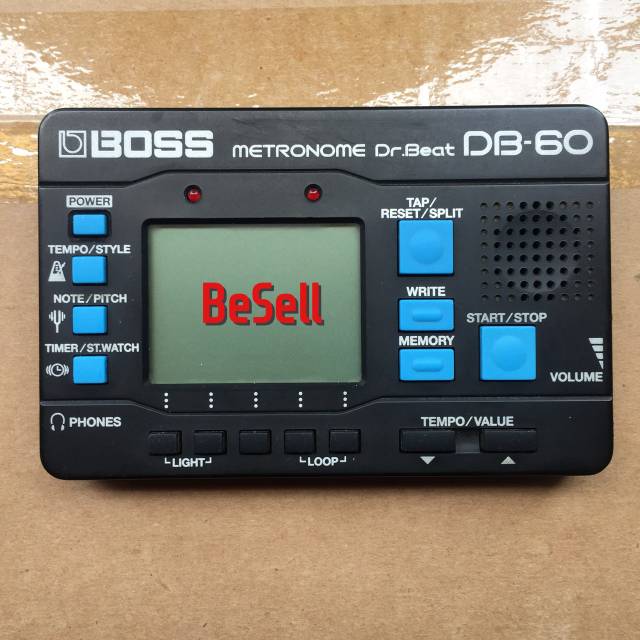 BOSS METRONOME Dr.Beat DB-60
POWER
TAP/
RESET/SPLIT
TEMPO/STYLE
WRITE
NOTE/PITCH
BeSell
START/STOP
MEMORY
TIMER/ST.WATCH
VOLUME
PHONES
TEMPO/VALUE
LIGHT
LOOP